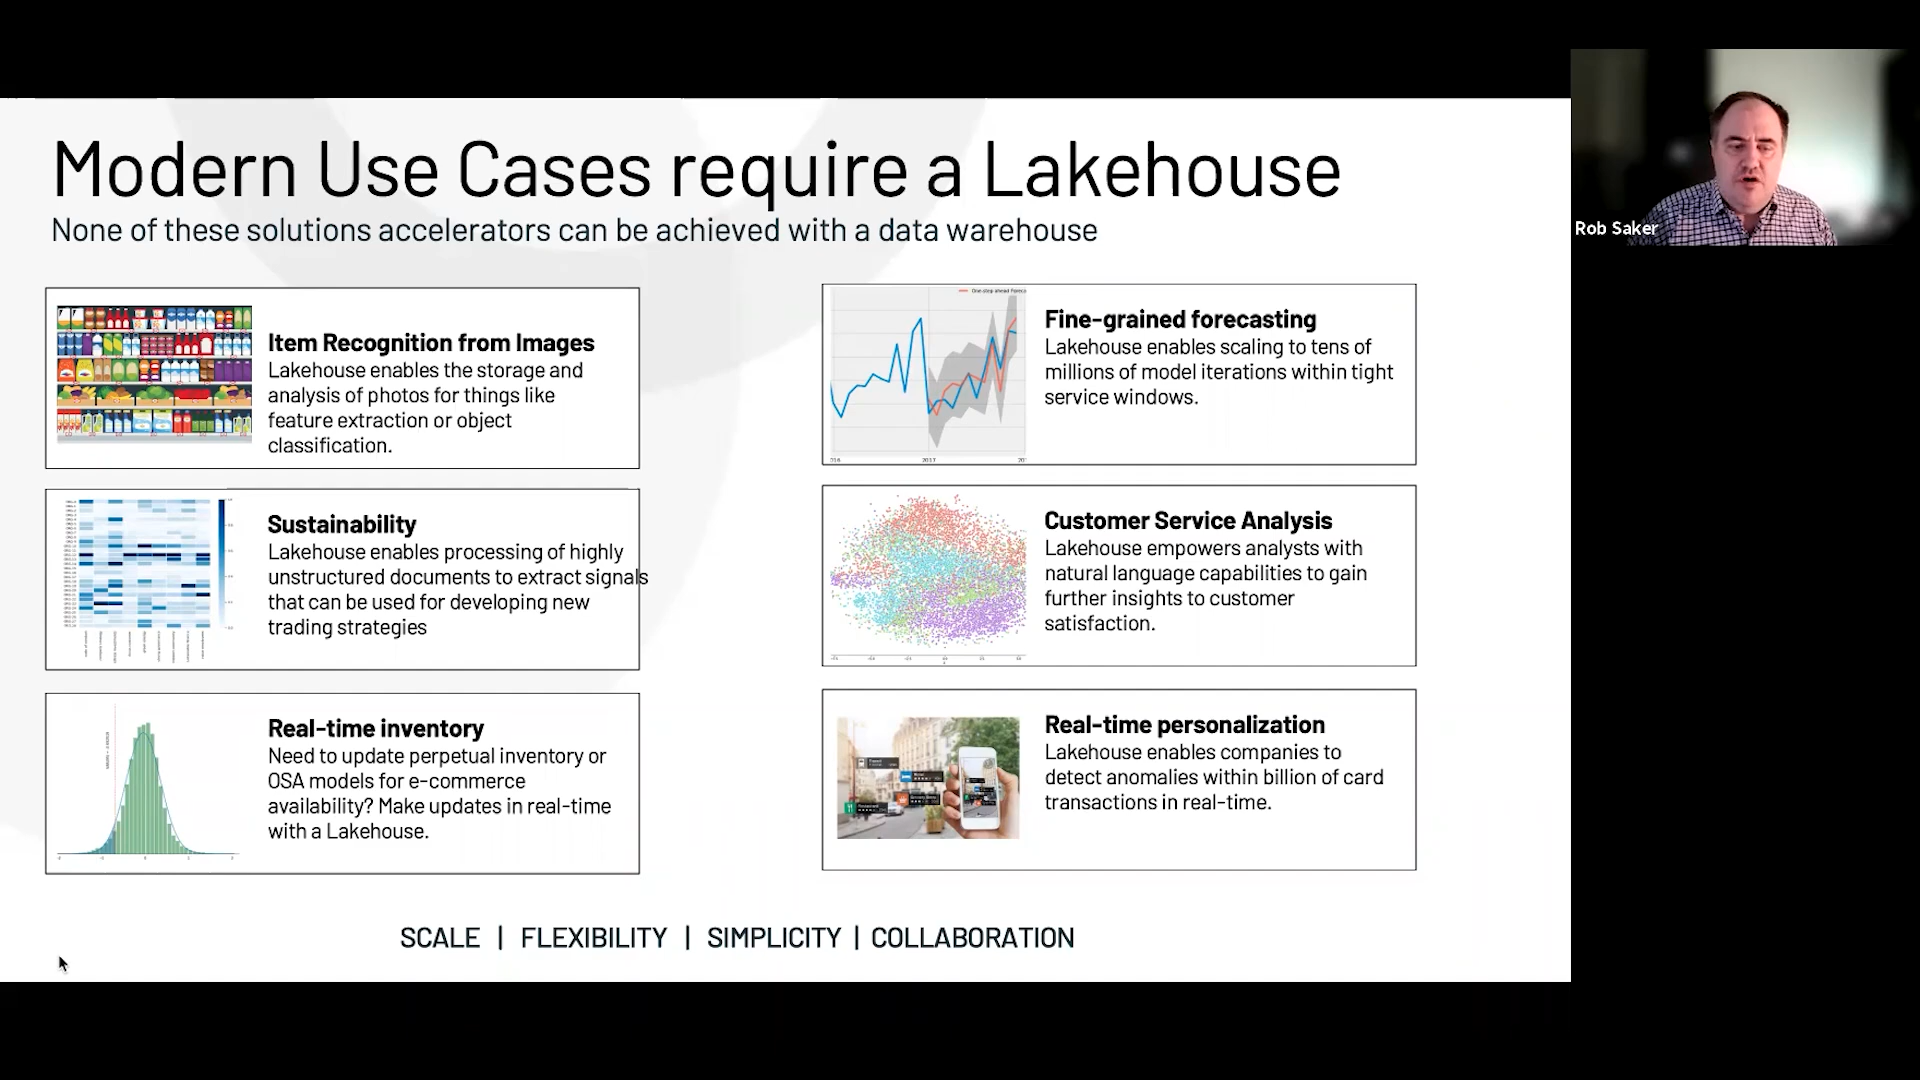 Modern Use Cases require a Lakehouse
None of these solutions accelerators can be achieved with a data warehouse
Rob Saker
Item Recognition from Images
Lakehouse enables the storage and
analysis of photos for things like
feature extraction or object
classification.
Fine-grained forecasting
Lakehouse enables scaling to tens of
millions of model iterations within tight
service windows.
2017
Sustainability
Lakehouse enables processing of highly
unstructured documents to extract signals
that can be used for developing new
trading strategies
Customer Service Analysis
Lakehouse empowers analysts with
natural language capabilities to gain
further insights to customer
satisfaction.
Real-time inventory
Need to update perpetual inventory or
OSA models for e-commerce
availability? Make updates in real-time
with a Lakehouse.
Real-time personalization
Lakehouse enables companies to
detect anomalies within billion of card
transactions in real-time.
SCALE | FLEXIBILITY | SIMPLICITY | COLLABORATION